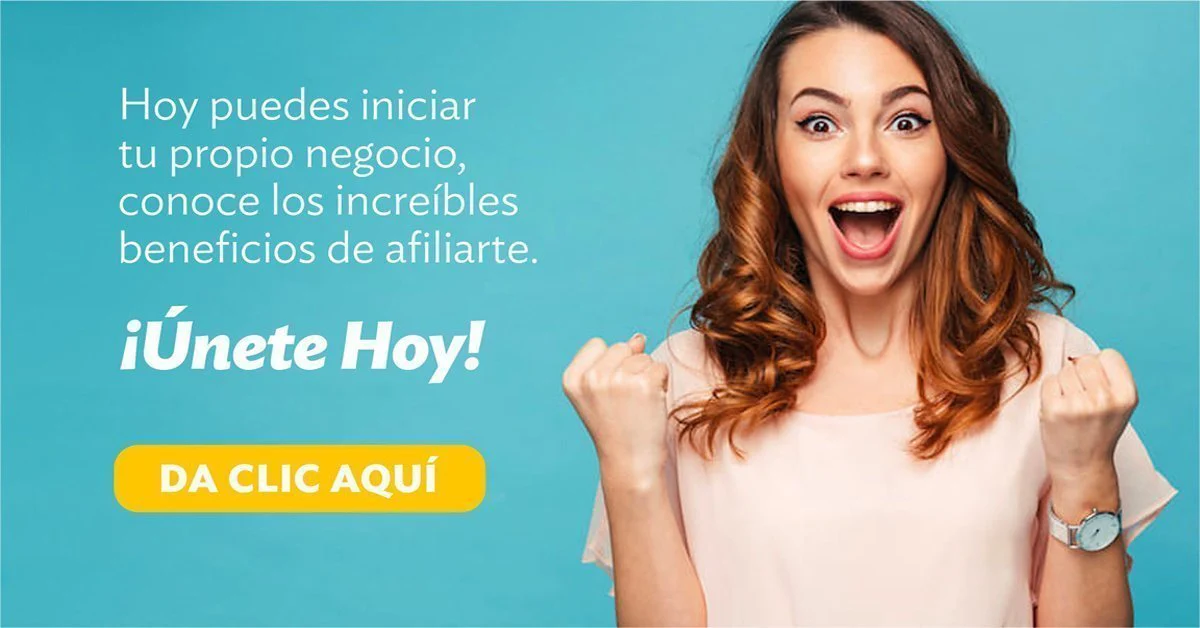 Hoy puedes iniciar
tu propio negocio,
conoce los increíbles
beneficios de afiliarte.
¡Únete Hoy!
DA CLIC AQUÍ